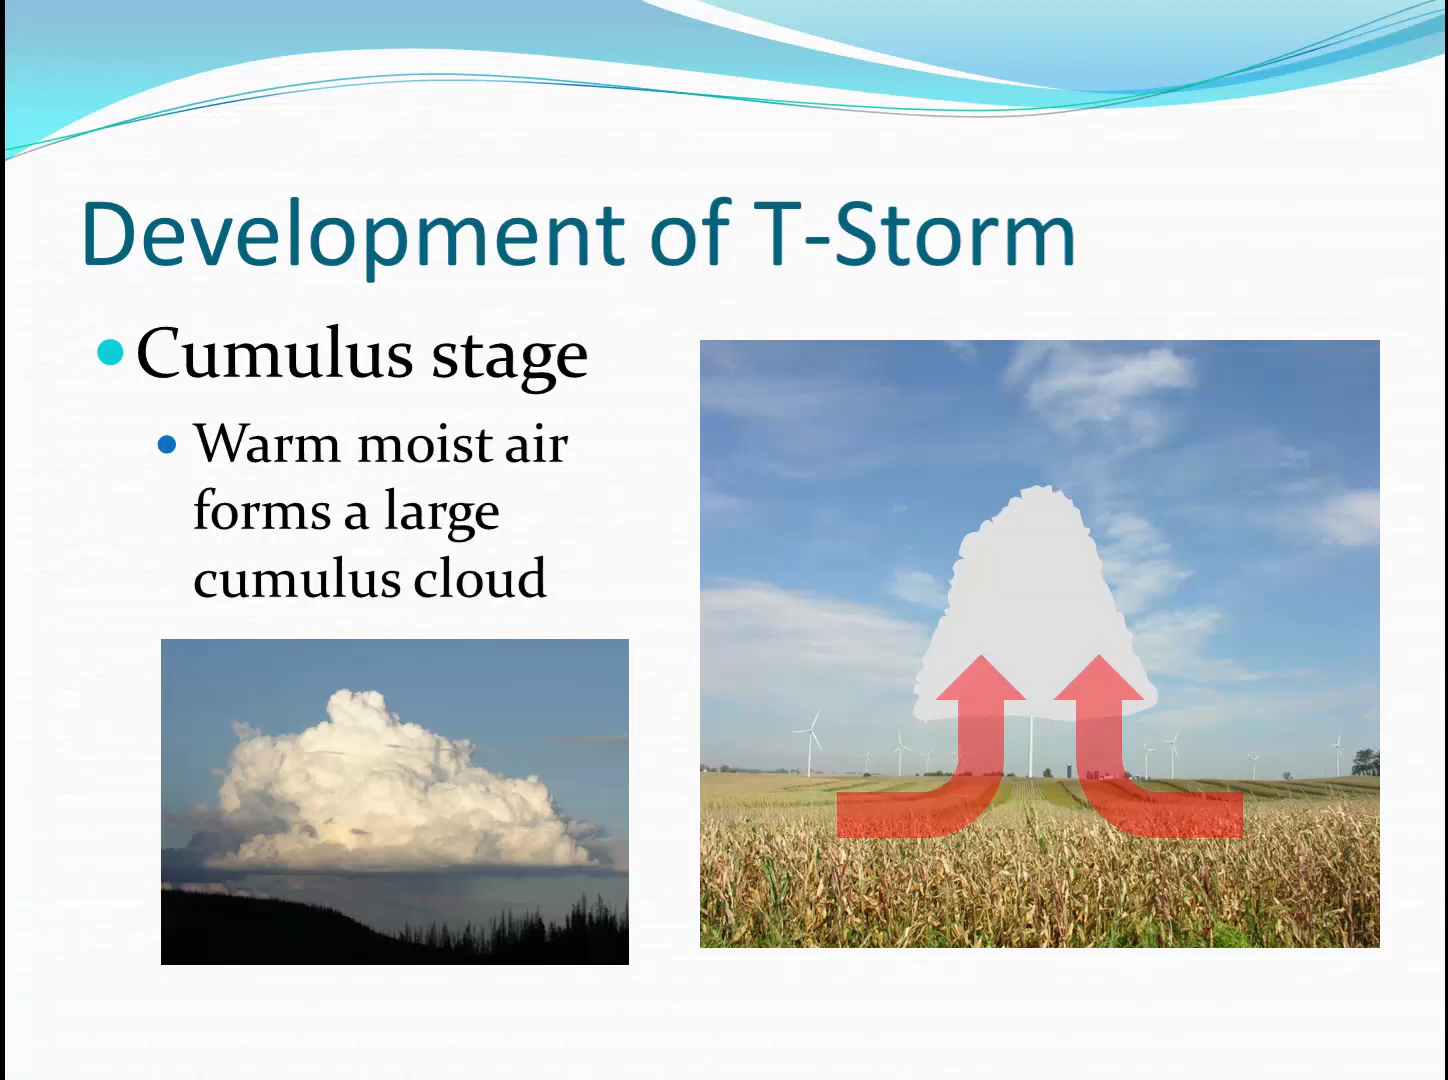 Development of T-Storm
Cumulus stage
Warm moist air
forms a large
cumulus cloud